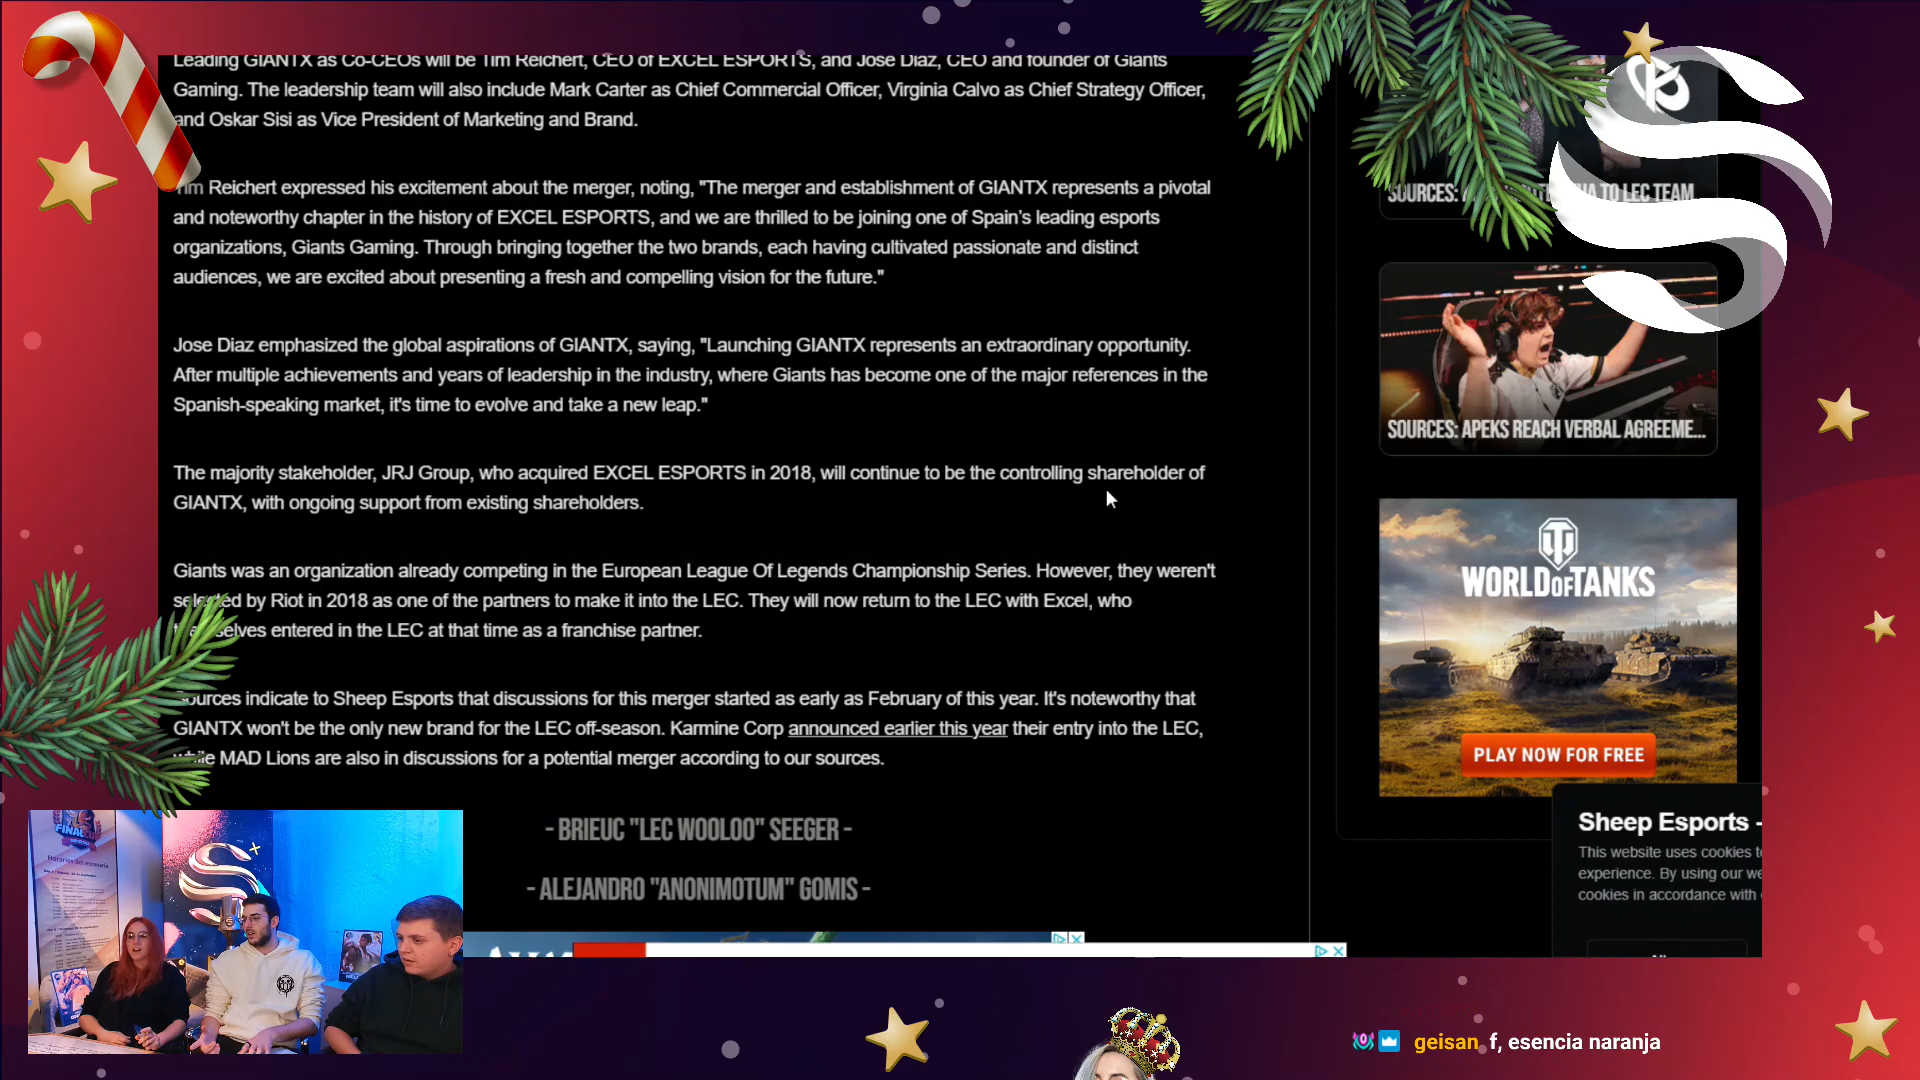 Leading GIANTX as Co-CEOs will be Tim Reichert, CEO of EXCEL ESPORTS, and Jose Diaz, CEO and founder of Giants
Gaming. The leadership team will also include Mark Carter as Chief Commercial Officer, Virginia Calvo as Chief Strategy Officer,
and Oskar Sisi as Vice President of Marketing and Brand.
Tim Reichert expressed his excitement about the merger, noting, "The merger and establishment of GIANTX represents a pivotal
and noteworthy chapter in the history of EXCEL ESPORTS, and we are thrilled to be joining one of Spain's leading esports
organizations, Giants Gaming. Through bringing together the two brands, each having cultivated passionate and distinct
audiences, we are excited about presenting a fresh and compelling vision for the future."
Jose Diaz emphasized the global aspirations of GIANTX, saying, "Launching GIANTX represents an extraordinary opportunity.
After multiple achievements and years of leadership in the industry, where Giants has become one of the major references in the
Spanish-speaking market, it's time to evolve and take a new leap."
The majority stakeholder, JRJ Group, who acquired EXCEL ESPORTS in 2018, will continue to be the controlling shareholder of
GIANTX, with ongoing support from existing shareholders.
Giants was an organization already competing in the European League Of Legends Championship Series. However, they weren't
selected by Riot in 2018 as one of the partners to make it into the LEC. They will now return to the LEC with Excel, who
themselves entered in the LEC at that time as a franchise partner.
Sources indicate to Sheep Esports that discussions for this merger started as early as February of this year. It's noteworthy that
GIANTX won't be the only new brand for the LEC off-season. Karmine Corp announced earlier this year their entry into the LEC,
while MAD Lions are also in discussions for a potential merger according to our sources.
- BRIEUC "LEC WOOLOO" SEEGER -
- ALEJANDRO "ANONIMOTUM" GOMIS -
SOURCES: TO LEC TEAM
SOURCES: APEKS REACH VERBAL AGREEME...
WORLD OF TANKS
PLAY NOW FOR FREE
Sheep Esports -
This website uses cookies t
experience. By using our we
cookies in accordance with
FINAL
Horarios del escenario
geisan f, esencia naranja